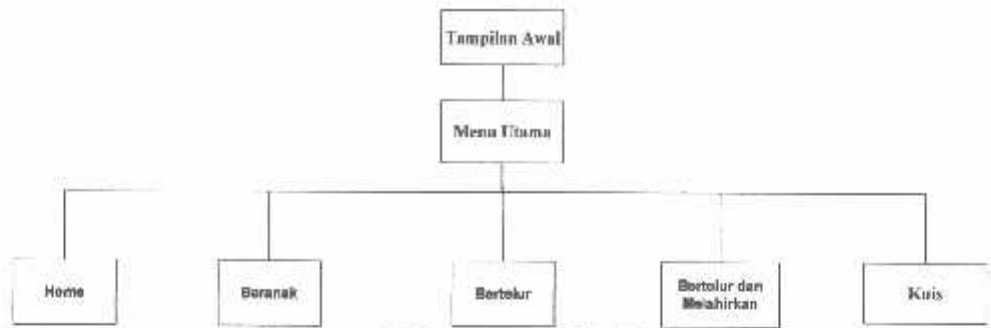 Tampilan Awal
Menu Utama
Home
Beranak
Bertelur
Bertelur dan
Melahirkan
Kuis